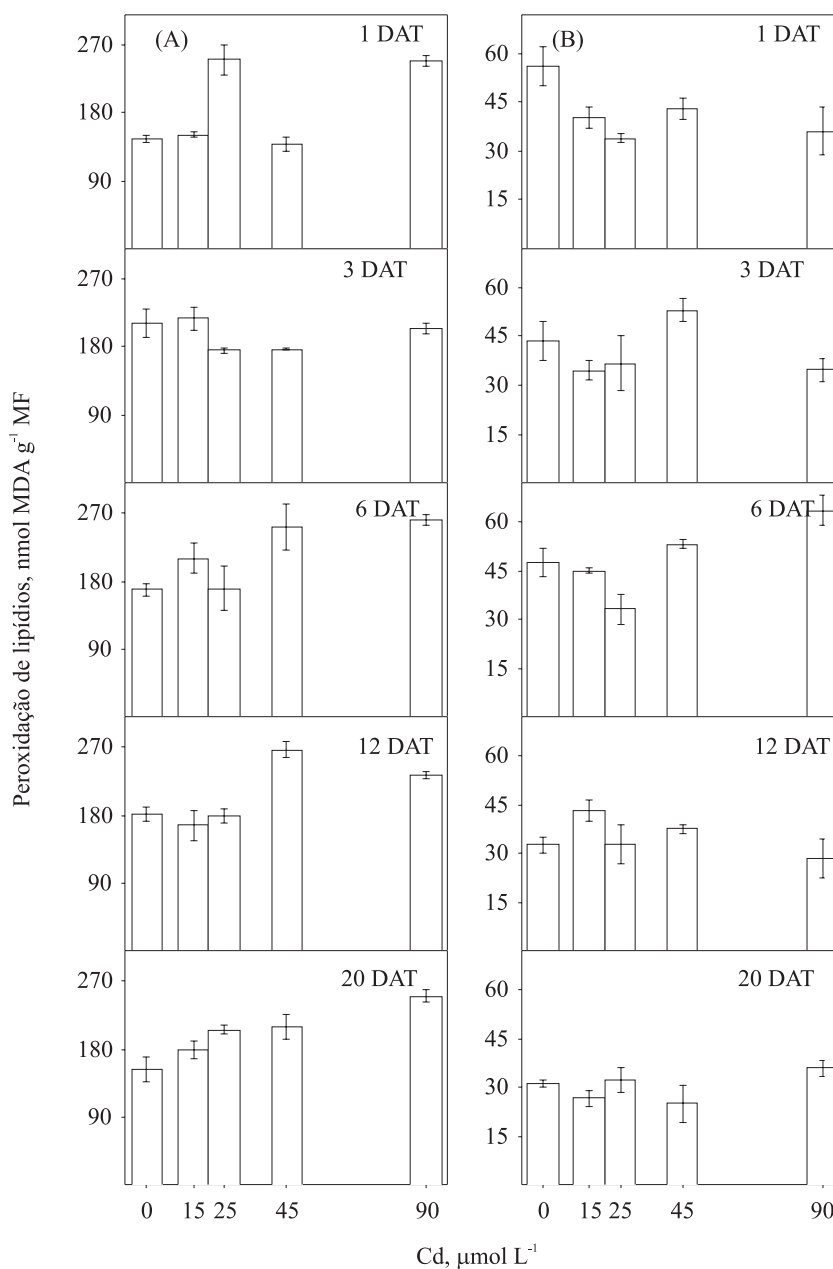 Peroxidação de lipídios, nmol MDA g⁻¹ MF
(A)
1 DAT
270
180
90
(B)
1 DAT
60
45
30
15
3 DAT
270
180
90
3 DAT
60
45
30
15
6 DAT
270
180
90
6 DAT
60
45
30
15
12 DAT
270
180
90
12 DAT
60
45
30
15
20 DAT
270
180
90
20 DAT
60
45
30
15
0 15 25 45 90
0 15 25 45 90
Cd, µmol L⁻¹